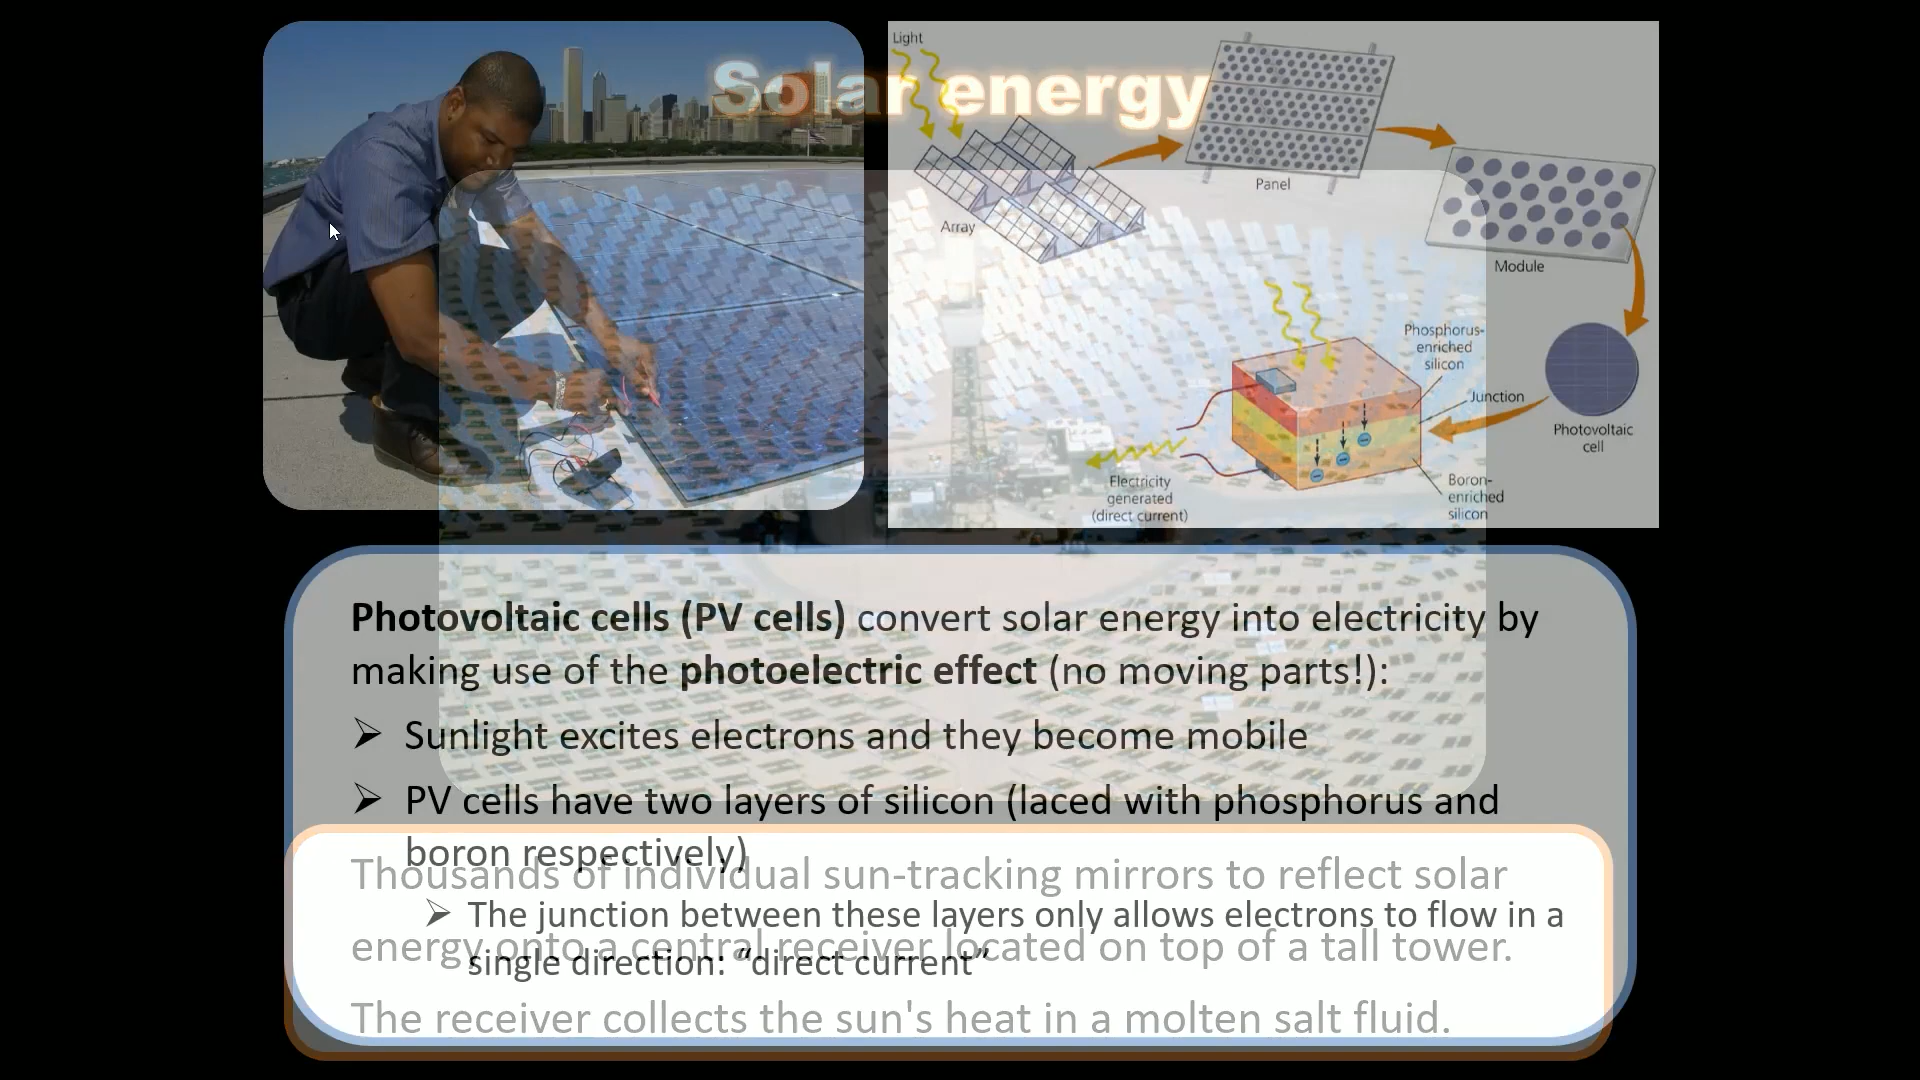 Solar energy
Light
Array
Panel
Module
Photovoltaic
cell
Phosphorus-
enriched
silicon
Junction
Boron-
enriched
silicon
Electricity
generated
(direct current)
Photovoltaic cells (PV cells) convert solar energy into electricity by
making use of the photoelectric effect (no moving parts!):
➢ Sunlight excites electrons and they become mobile
➢ PV cells have two layers of silicon (laced with phosphorus and
boron respectively)
➢ The junction between these layers only allows electrons to flow in a
single direction: “direct current”
Thousands of individual sun-tracking mirrors to reflect solar
energy onto a central receiver located on top of a tall tower.
The receiver collects the sun's heat in a molten salt fluid.